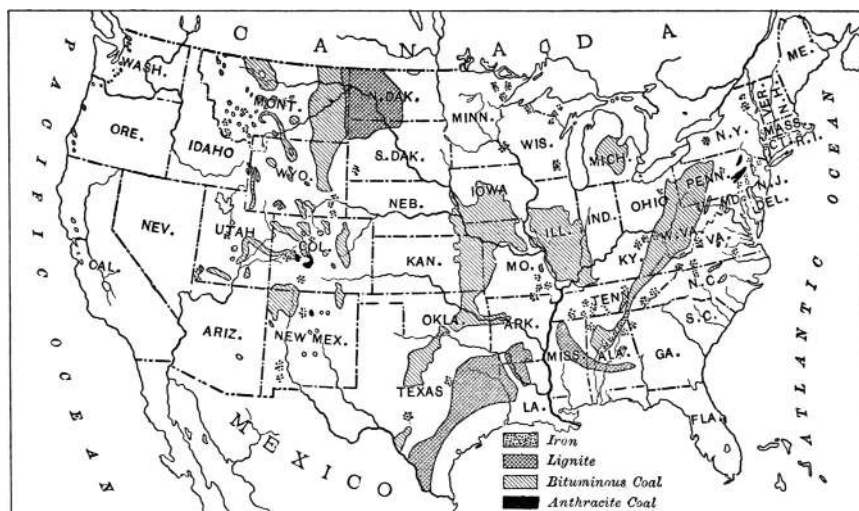 C A N A D A
PACIFIC OCEAN
ATLANTIC OCEAN
MEXICO
WASH.
MONT.
N.DAK.
MINN.
ME.
VER.
N.H.
ORE.
IDAHO
WIS.
MICH.
N.Y.
MASS.
CT.
R.I.
S.DAK.
WYO.
IOWA
PENN.
N.J.
NEB.
OHIO
MD.
DEL.
NEV.
UTAH
COL.
ILL.
IND.
W.VA.
VA.
CAL.
KAN.
MO.
KY.
N.C.
TENN.
ARIZ.
NEW MEX.
OKLA.
ARK.
S.C.
MISS.
ALA.
GA.
TEXAS
LA.
FLA.
Iron
Lignite
Bituminous Coal
Anthracite Coal